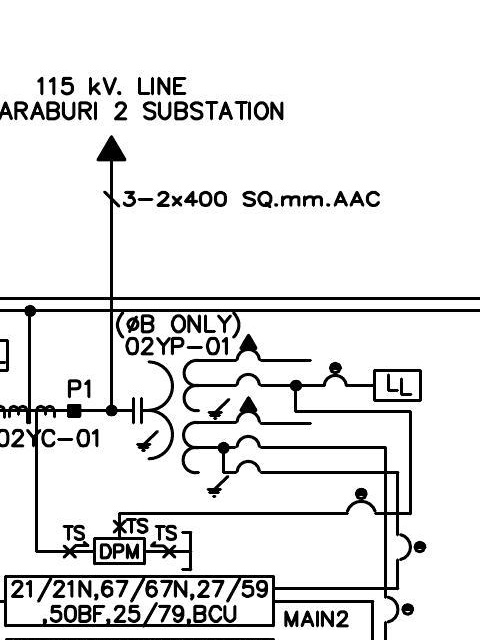 115 kV. LINE
ARABURI 2 SUBSTATION
3-2x400 SQ.mm.AAC
(øB ONLY)
02YP-01
P1
LL
02YC-01
TS
TS
TS
DPM
21/21N,67/67N,27/59
,50BF,25/79,BCU
MAIN2